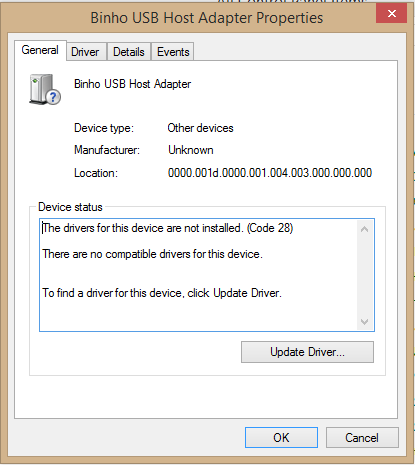 Binho USB Host Adapter Properties
General Driver Details Events
Binho USB Host Adapter
Device type: Other devices
Manufacturer: Unknown
Location: 0000.001d.0000.001.004.003.000.000.000
Device status
The drivers for this device are not installed. (Code 28)
There are no compatible drivers for this device.
To find a driver for this device, click Update Driver.
Update Driver...
OK Cancel